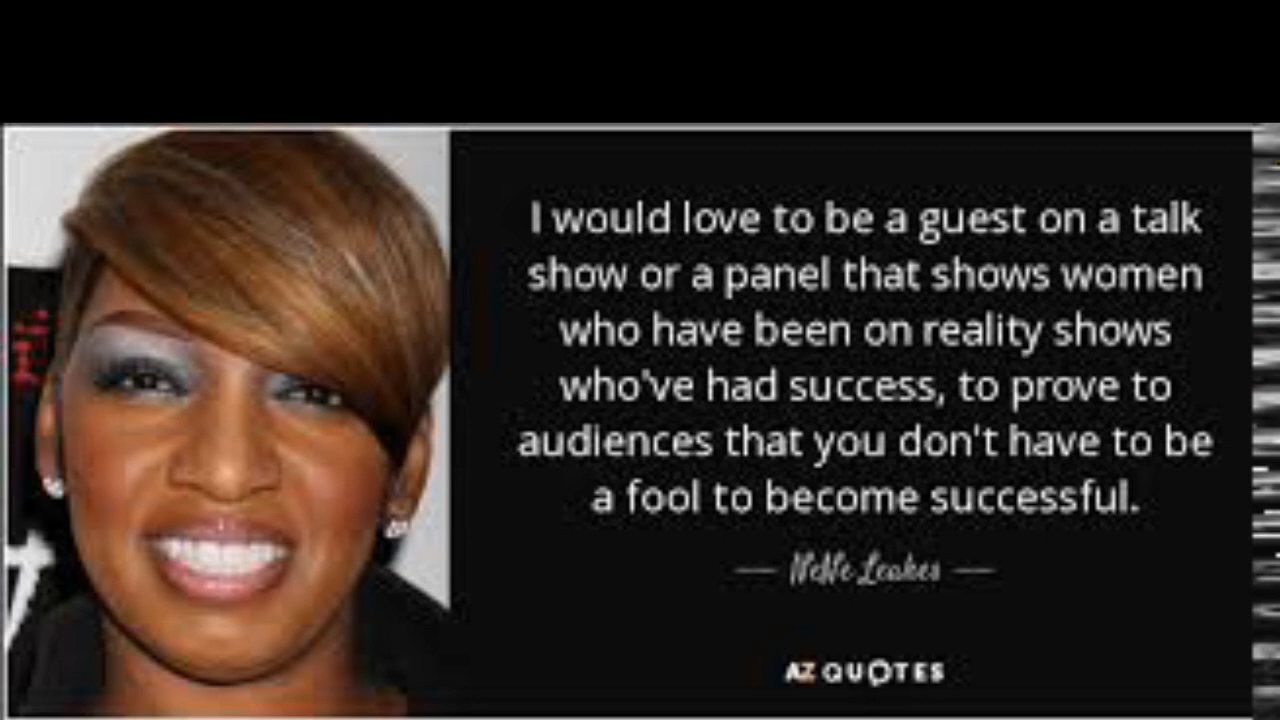 I would love to be a guest on a talk
show or a panel that shows women
who have been on reality shows
who've had success, to prove to
audiences that you don't have to be
a fool to become successful.
— NeNe Leakes —
AZ QUOTES